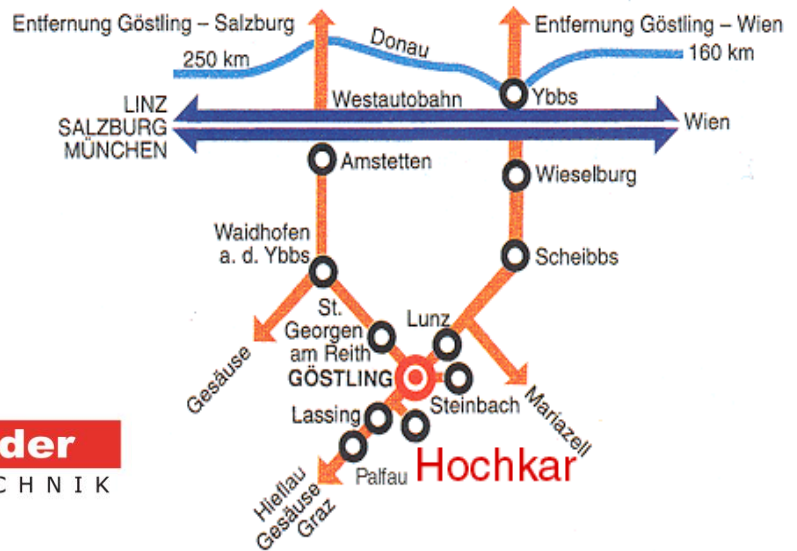 Entfernung Göstling – Salzburg
250 km
Donau
Entfernung Göstling – Wien
160 km
LINZ
SALZBURG
MÜNCHEN
Westautobahn
Ybbs
Wien
Amstetten
Wieselburg
Waidhofen
a. d. Ybbs
Scheibbs
St.
Georgen
am Reith
Lunz
GÖSTLING
Gesäuse
Steinbach
Mariazell
Lassing
Palfau
Hochkar
Hieflau
Gesäuse
Graz
der
CHNIK